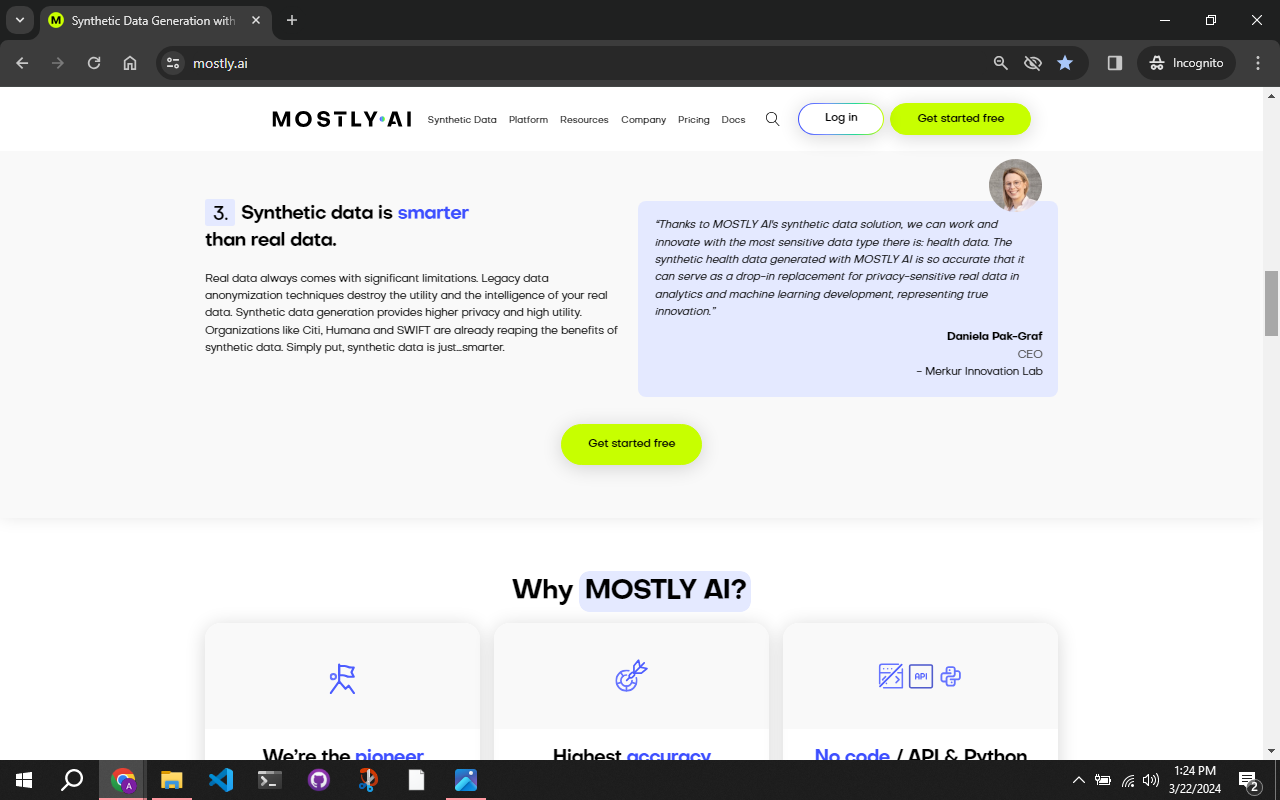 Synthetic Data Generation with
mostly.ai
Incognito
MOSTLY·AI
Synthetic Data
Platform
Resources
Company
Pricing
Docs
Log in
Get started free
3. Synthetic data is smarter
than real data.
Real data always comes with significant limitations. Legacy data
anonymization techniques destroy the utility and the intelligence of your real
data. Synthetic data generation provides higher privacy and high utility.
Organizations like Citi, Humana and SWIFT are already reaping the benefits of
synthetic data. Simply put, synthetic data is just...smarter.
"Thanks to MOSTLY AI's synthetic data solution, we can work and
innovate with the most sensitive data type there is: health data. The
synthetic health data generated with MOSTLY AI is so accurate that it
can serve as a drop-in replacement for privacy-sensitive real data in
analytics and machine learning development, representing true
innovation."
Daniela Pak-Graf
CEO
- Merkur Innovation Lab
Get started free
Why MOSTLY AI?
API
We're the pioneer
Highest accuracy
No code / API & Python
1:24 PM
3/22/2024
2